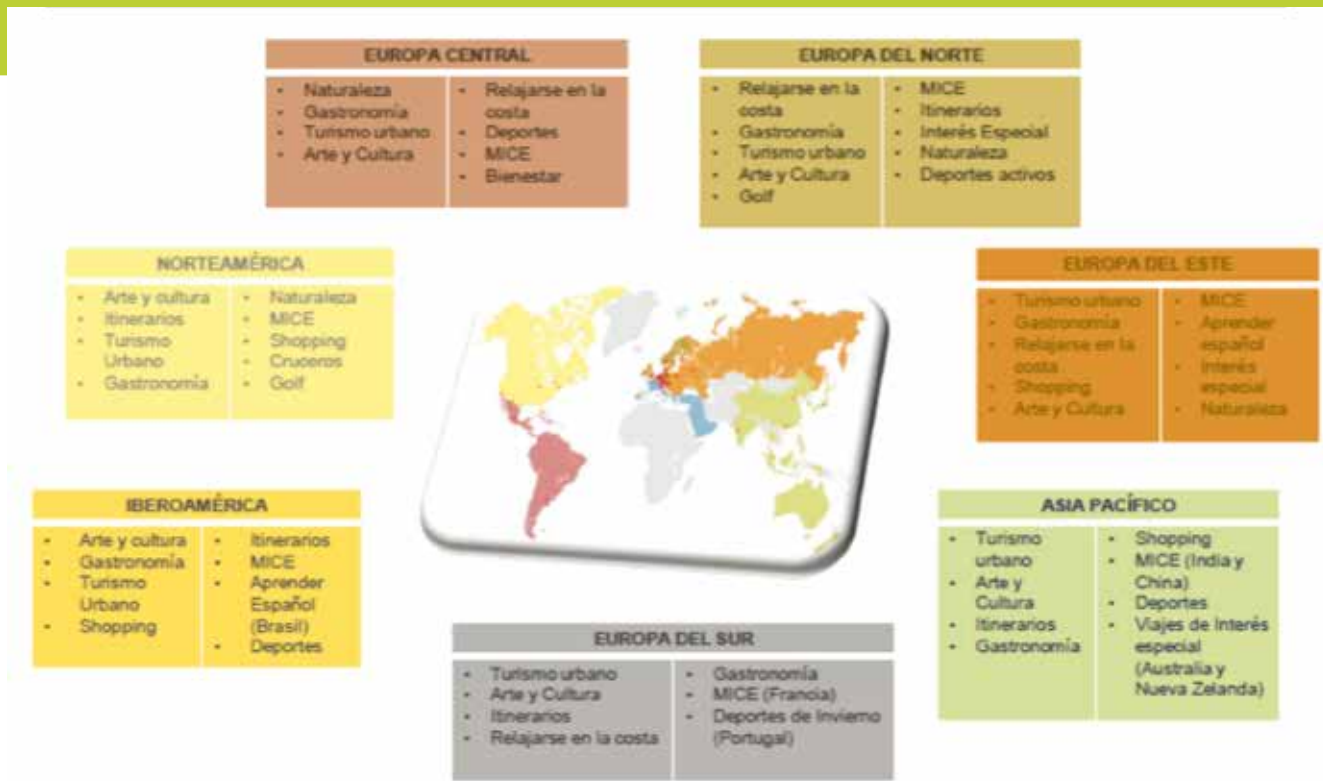 EUROPA CENTRAL
• Naturaleza
• Gastronomía
• Turismo urbano
• Arte y Cultura
• Relajarse en la
costa
• Deportes
• MICE
• Bienestar
EUROPA DEL NORTE
• Relajarse en la
costa
• Gastronomía
• Turismo urbano
• Arte y Cultura
• Golf
• MICE
• Itinerarios
• Interés Especial
• Naturaleza
• Deportes activos
NORTEAMÉRICA
• Arte y cultura
• Itinerarios
• Turismo
Urbano
• Gastronomía
• Naturaleza
• MICE
• Shopping
• Cruceros
• Golf
EUROPA DEL ESTE
• Turismo urbano
• Gastronomía
• Relajarse en la
costa
• Shopping
• Arte y Cultura
• MICE
• Aprender
español
• Interés
especial
• Naturaleza
IBEROAMÉRICA
• Arte y cultura
• Gastronomía
• Turismo
Urbano
• Shopping
• Itinerarios
• MICE
• Aprender
Español
(Brasil)
• Deportes
ASIA PACÍFICO
• Turismo
urbano
• Arte y
Cultura
• Itinerarios
• Gastronomía
• Shopping
• MICE (India y
China)
• Deportes
• Viajes de Interés
especial
(Australia y
Nueva Zelanda)
EUROPA DEL SUR
• Turismo urbano
• Arte y Cultura
• Itinerarios
• Relajarse en la costa
• Gastronomía
• MICE (Francia)
• Deportes de Invierno
(Portugal)